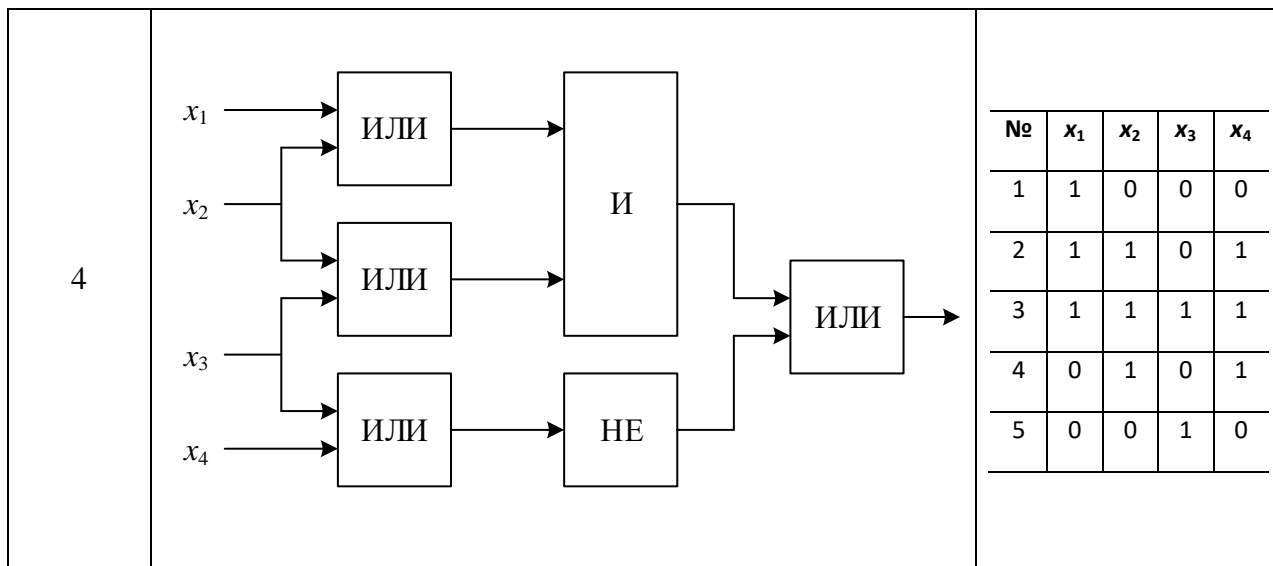 4
x1
x2
x3
x4
ИЛИ
ИЛИ
ИЛИ
И
НЕ
ИЛИ
№ x1 x2 x3 x4
1 1 0 0 0
2 1 1 0 1
3 1 1 1 1
4 0 1 0 1
5 0 0 1 0